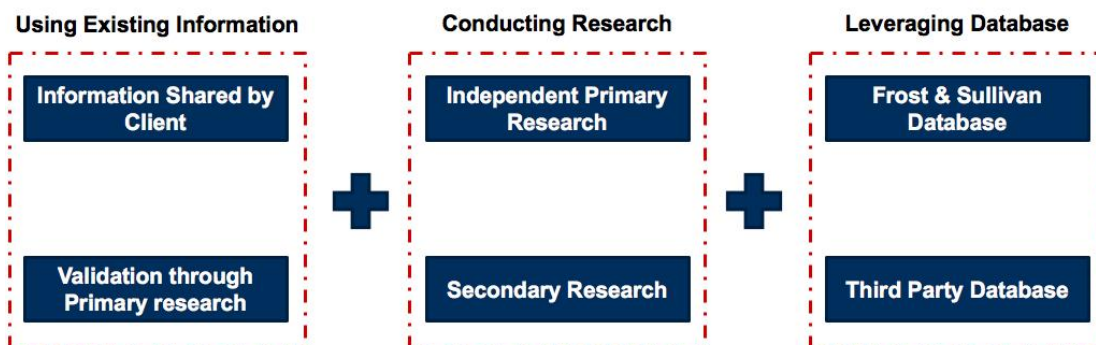 Using Existing Information
Information Shared by
Client
Validation through
Primary research
Conducting Research
Independent Primary
Research
Secondary Research
Leveraging Database
Frost & Sullivan
Database
Third Party Database